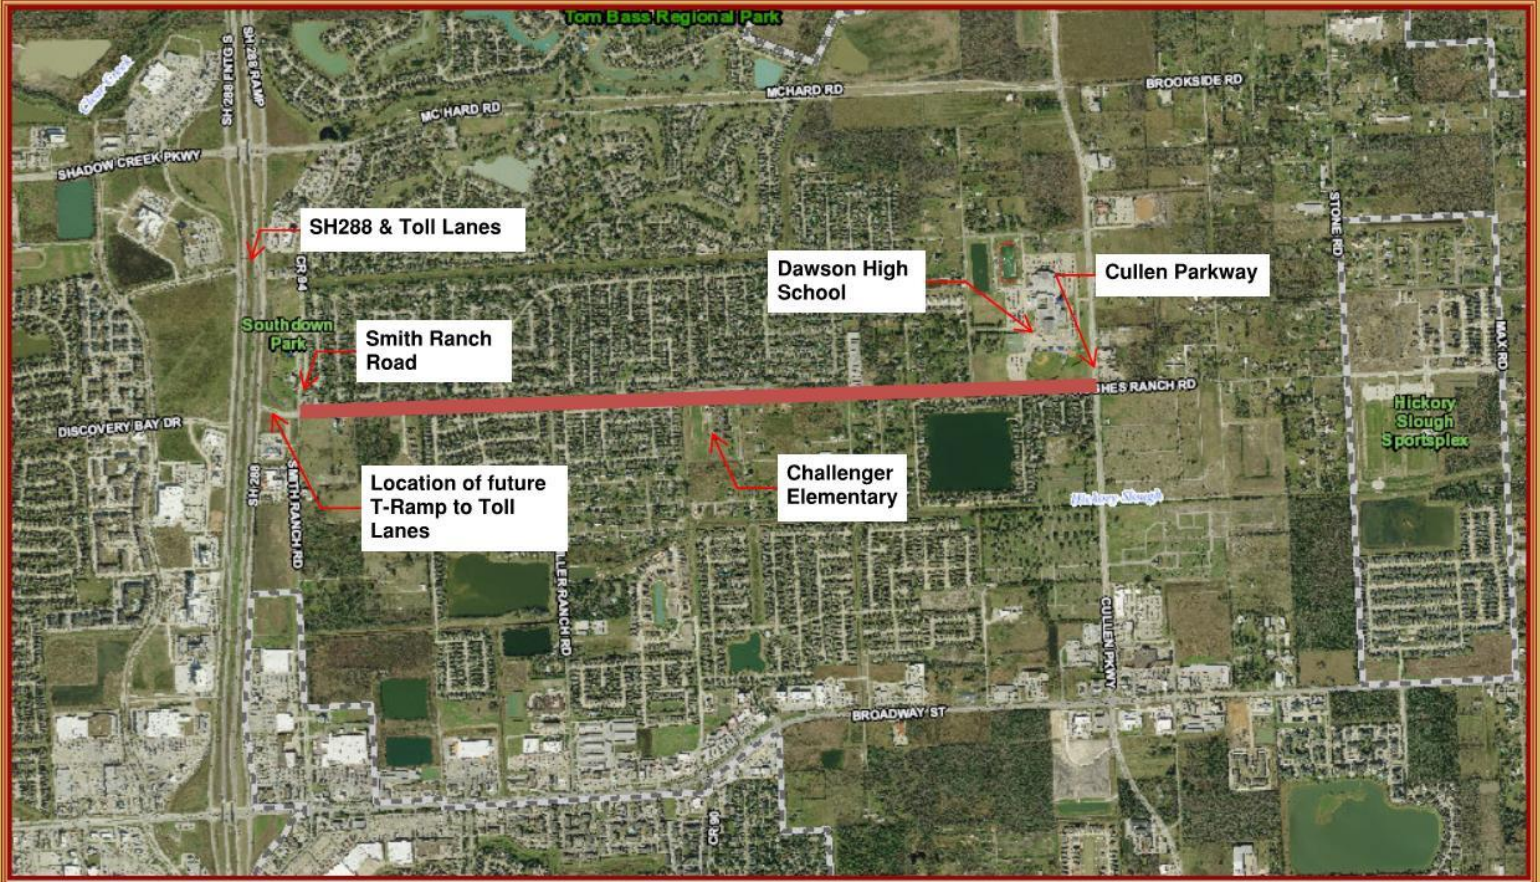 Tom Bass Regional Park
Clear Creek
SH 288 FNTG S
SH 288 RAMP
MC HARD RD
MCHARD RD
BROOKSIDE RD
SHADOW CREEK PKWY
STONE RD
SH288 & Toll Lanes
CR 94
Dawson High
School
Cullen Parkway
Southdown
Park
Smith Ranch
Road
MAX RD
HES RANCH RD
DISCOVERY BAY DR
Hickory
Slough
Sportsplex
SH 288
SMITH RANCH RD
Location of future
T-Ramp to Toll
Lanes
Challenger
Elementary
Hickory Slough
LLER RANCH RD
CULLEN PKWY
BROADWAY ST
CR 90